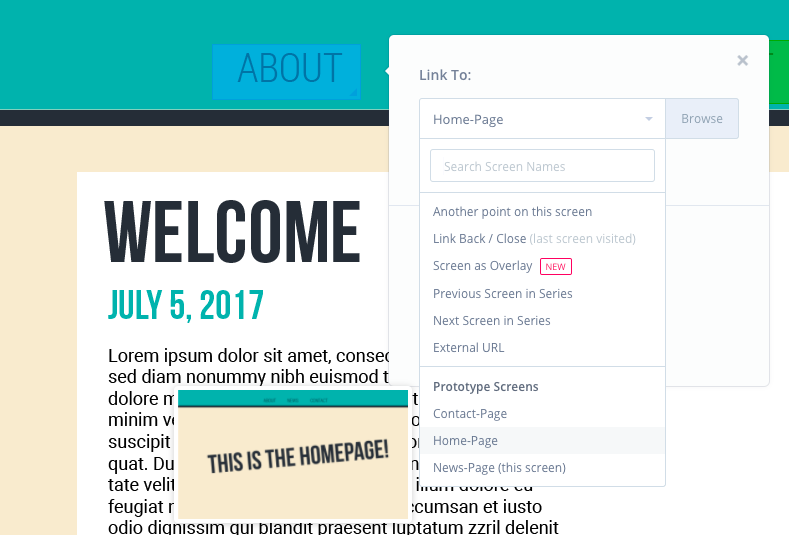 ABOUT
Link To:
Home-Page
Browse
Search Screen Names
Another point on this screen
Link Back / Close (last screen visited)
Screen as Overlay NEW
Previous Screen in Series
Next Screen in Series
External URL
Prototype Screens
Contact-Page
Home-Page
News-Page (this screen)
WELCOME
JULY 5, 2017
Lorem ipsum dolor sit amet,
sed diam nonummy nibh euismod
dolore
minim
suscipit
quat.
tate velit illum dolore eu
feugiat accumsan et iusto
odio dignissim qui blandit praesent luptatum zzril delenit
ABOUT NEWS CONTACT
THIS IS THE HOMEPAGE!